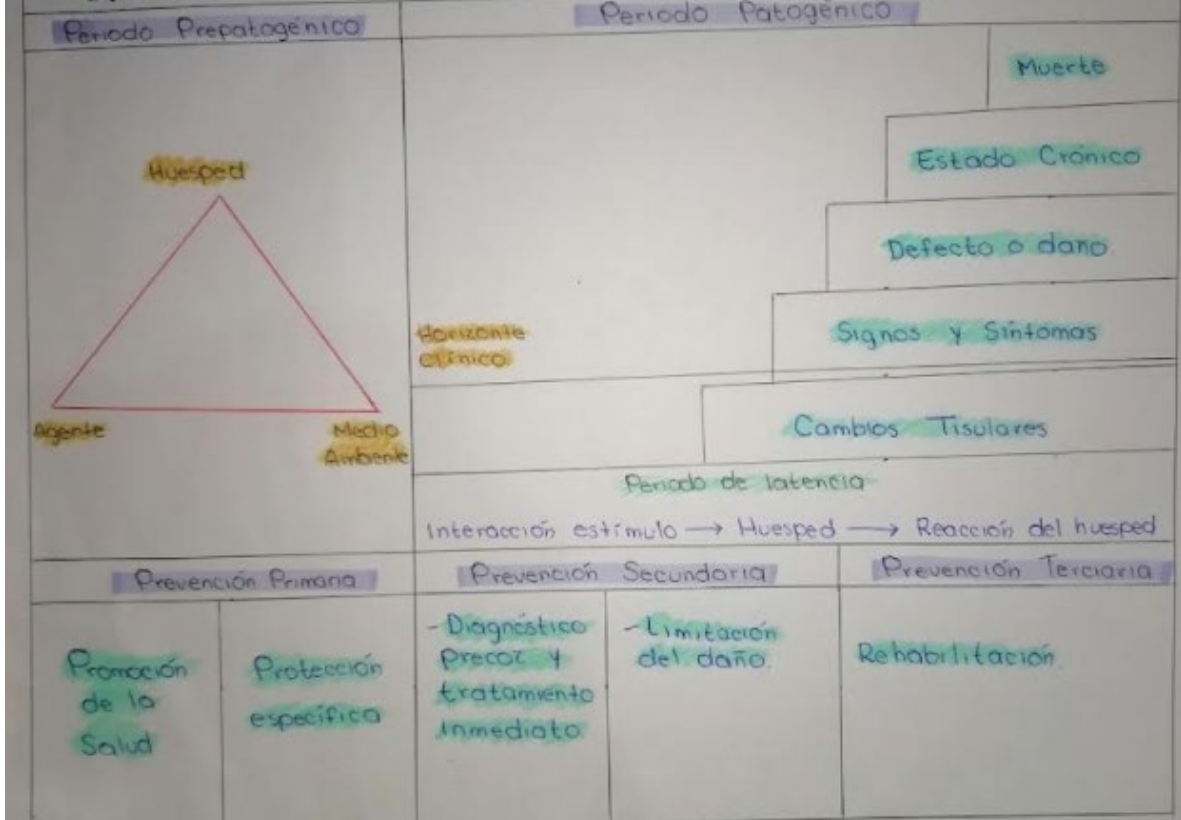 Periodo Prepatogénico
Periodo Patogénico
Huesped
Agente
Medio
Ambiente
Muerte
Estado Crónico
Defecto o daño
Signos y Síntomas
Horizonte
Clínico
Cambios Tisulares
Periodo de latencia
Interacción estímulo → Huesped → Reacción del huesped
Prevención Primaria
Prevención Secundaria
Prevención Terciaria
Promoción
de la
Salud
Protección
específica
- Diagnóstico
precoz y
tratamiento
inmediato
- Limitación
del daño.
Rehabilitación.